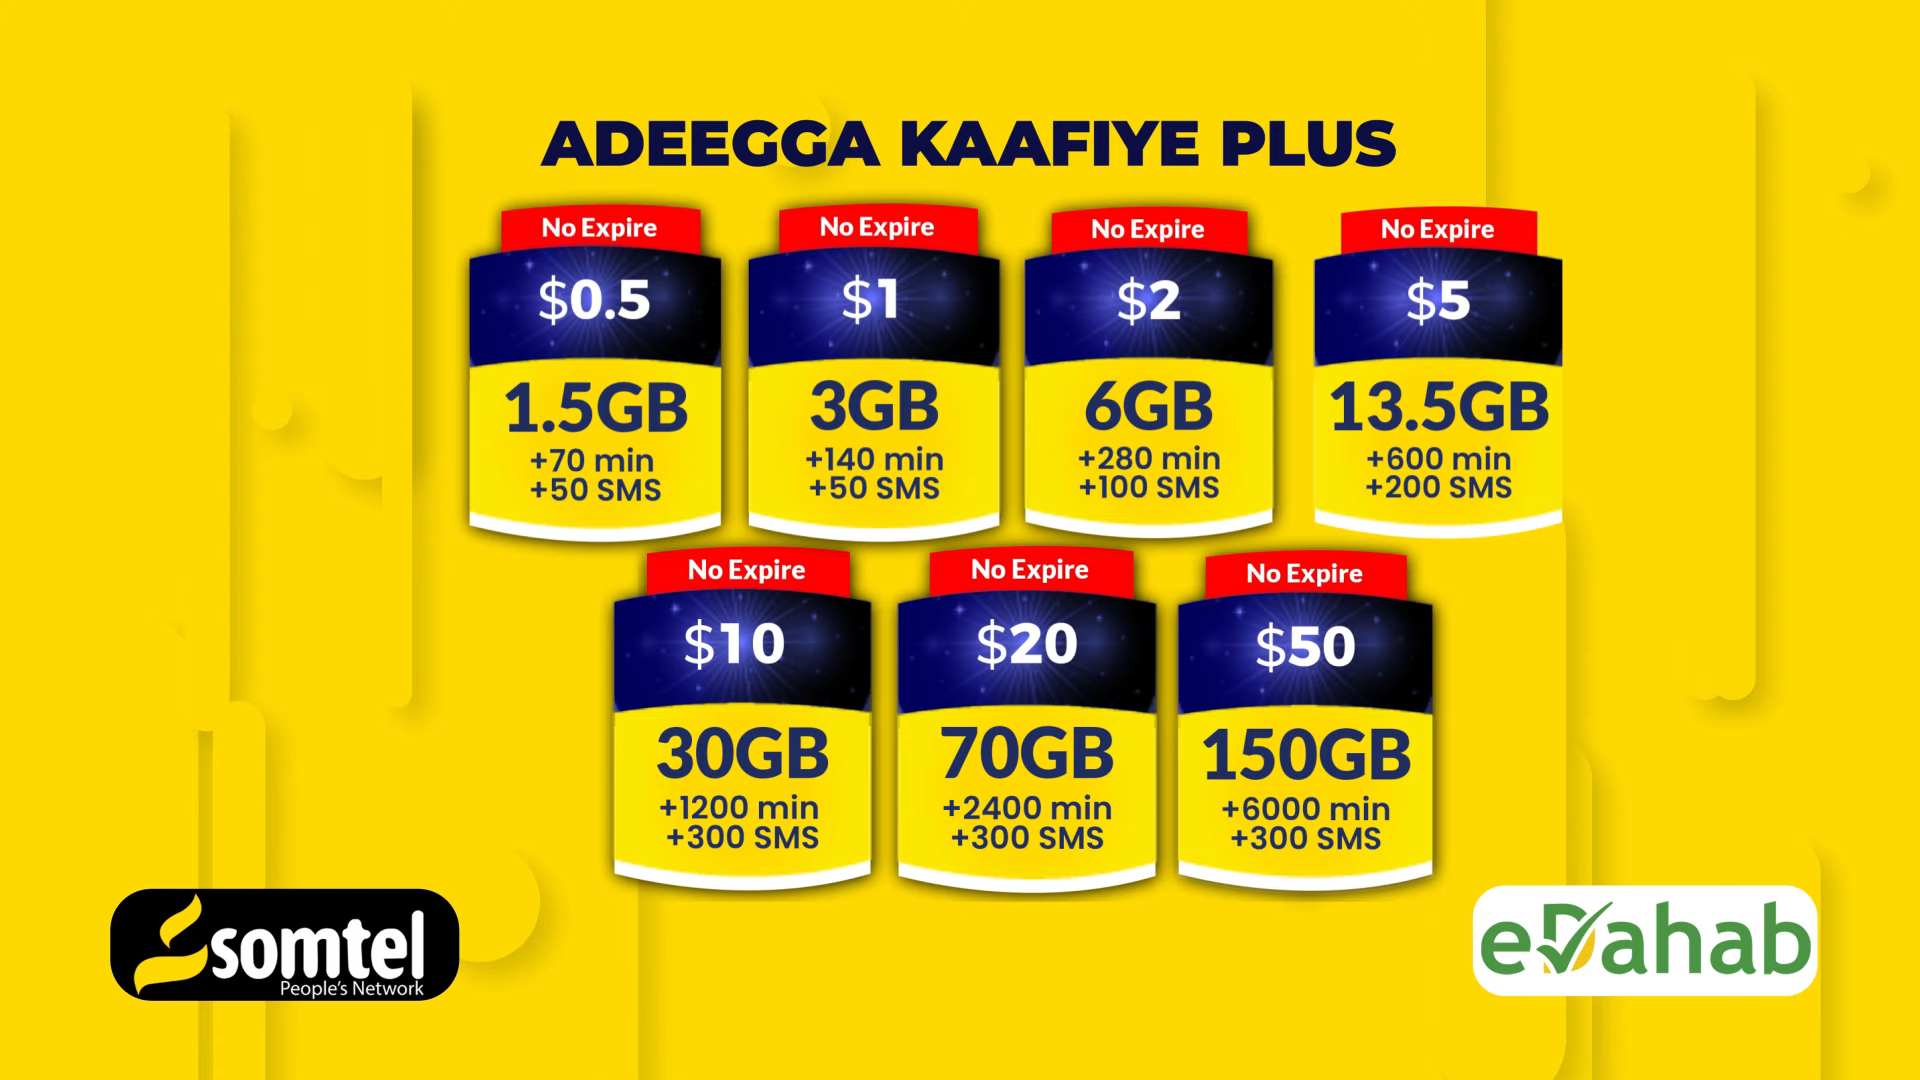 ADEEGGA KAAFIYE PLUS
No Expire
$0.5
1.5GB
+70 min
+50 SMS
No Expire
$1
3GB
+140 min
+50 SMS
No Expire
$2
6GB
+280 min
+100 SMS
No Expire
$5
13.5GB
+600 min
+200 SMS
No Expire
$10
30GB
+1200 min
+300 SMS
No Expire
$20
70GB
+2400 min
+300 SMS
No Expire
$50
150GB
+6000 min
+300 SMS
somtel
People's Network
eDahab